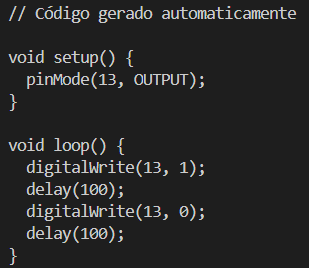 // Código gerado automaticamente

void setup() {
  pinMode(13, OUTPUT);
}

void loop() {
  digitalWrite(13, 1);
  delay(100);
  digitalWrite(13, 0);
  delay(100);
}